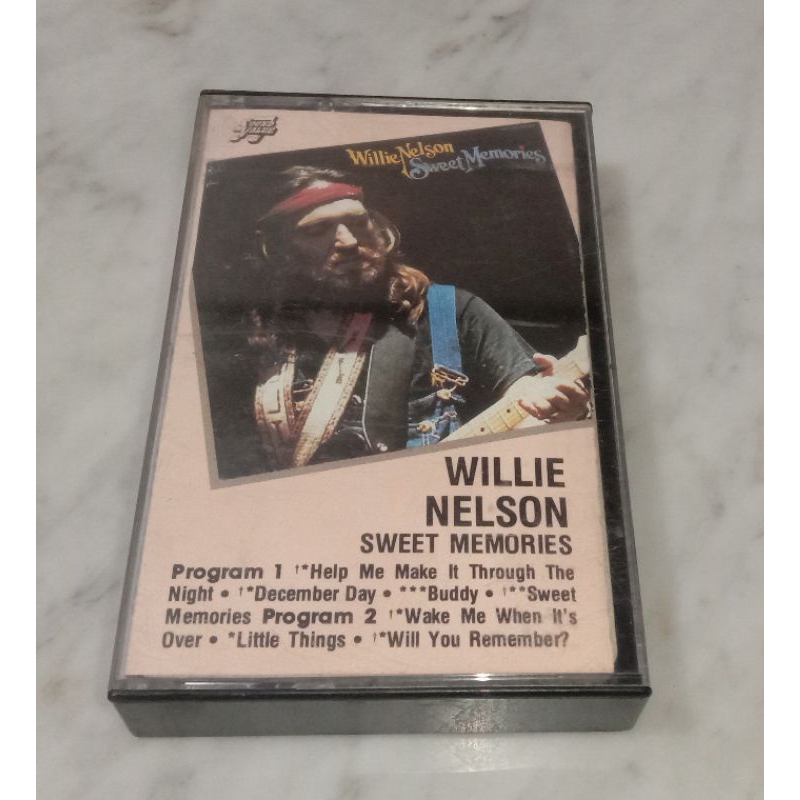 Willie Nelson
Sweet Memories
WILLIE
NELSON
SWEET MEMORIES
Program 1 †*Help Me Make It Through The
Night • †*December Day • ***Buddy • †**Sweet
Memories Program 2 †*Wake Me When It's
Over • *Little Things • †*Will You Remember?